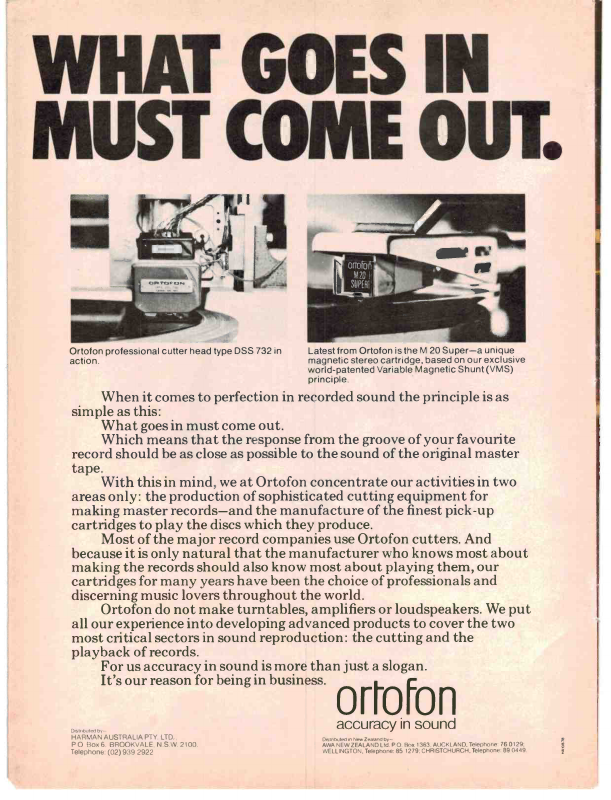 WHAT GOES IN
MUST COME OUT.
ORTOFON
ortofon
M 20
SUPER
Ortofon professional cutter head type DSS 732 in
action.
Latest from Ortofon is the M 20 Super—a unique
magnetic stereo cartridge, based on our exclusive
world-patented Variable Magnetic Shunt (VMS)
principle.
When it comes to perfection in recorded sound the principle is as
simple as this:
What goes in must come out.
Which means that the response from the groove of your favourite
record should be as close as possible to the sound of the original master
tape.
With this in mind, we at Ortofon concentrate our activities in two
areas only: the production of sophisticated cutting equipment for
making master records—and the manufacture of the finest pick-up
cartridges to play the discs which they produce.
Most of the major record companies use Ortofon cutters. And
because it is only natural that the manufacturer who knows most about
making the records should also know most about playing them, our
cartridges for many years have been the choice of professionals and
discerning music lovers throughout the world.
Ortofon do not make turntables, amplifiers or loudspeakers. We put
all our experience into developing advanced products to cover the two
most critical sectors in sound reproduction: the cutting and the
playback of records.
For us accuracy in sound is more than just a slogan.
It's our reason for being in business.
ortofon
accuracy in sound
Distributed by—
HARMAN AUSTRALIA PTY. LTD.,
P.O. Box 6. BROOKVALE, N.S.W. 2100.
Telephone: (02) 939 2922
Distributed in New Zealand by—
AWA NEW ZEALAND Ltd. P.O. Box 1363, AUCKLAND, Telephone: 76 0129;
WELLINGTON, Telephone: 85 1279; CHRISTCHURCH, Telephone: 89 0449.